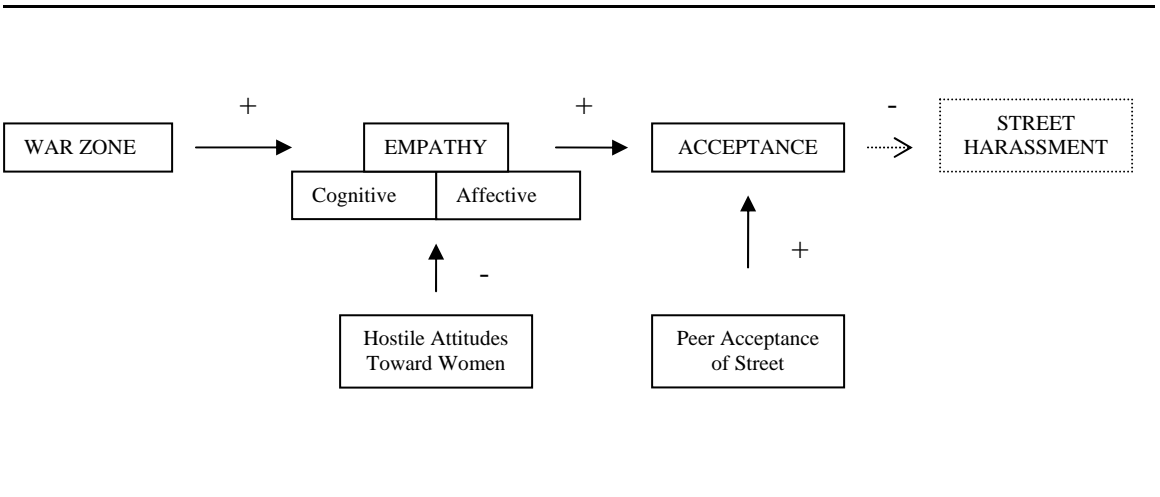 +
+
-
WAR ZONE
EMPATHY
ACCEPTANCE
STREET
HARASSMENT
Cognitive
Affective
-
+
Hostile Attitudes
Toward Women
Peer Acceptance
of Street